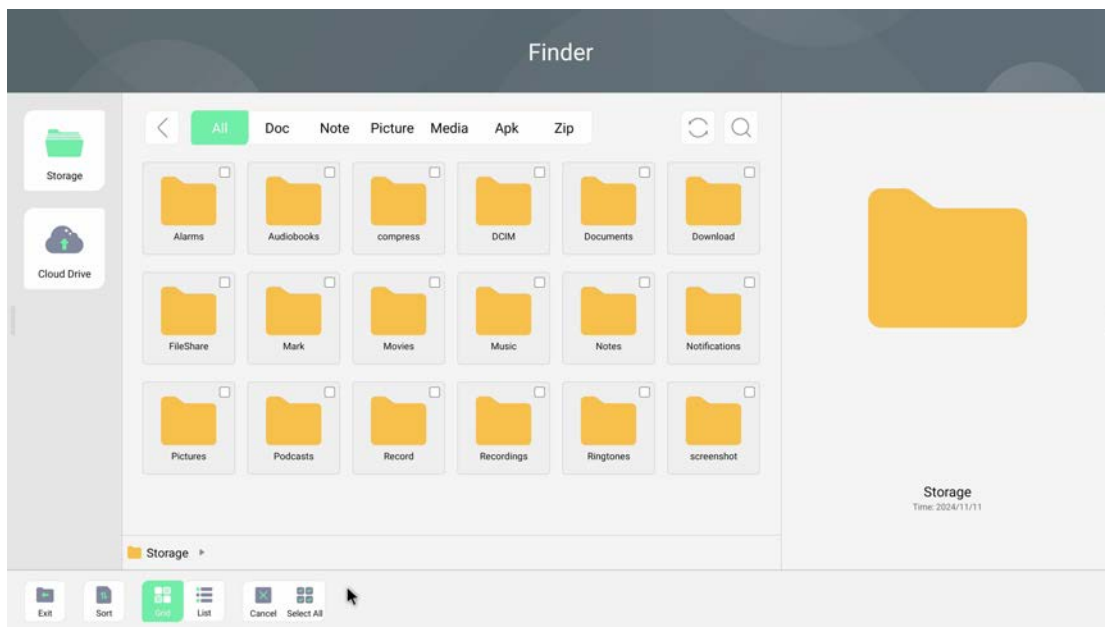 Finder
Storage
Cloud Drive
All Doc Note Picture Media Apk Zip
Alarms Audiobooks compress DCIM Documents Download
FileShare Mark Movies Music Notes Notifications
Pictures Podcasts Record Recordings Ringtones screenshot
Storage
Time: 2024/11/11
Storage
Exit Sort Grid List Cancel Select All